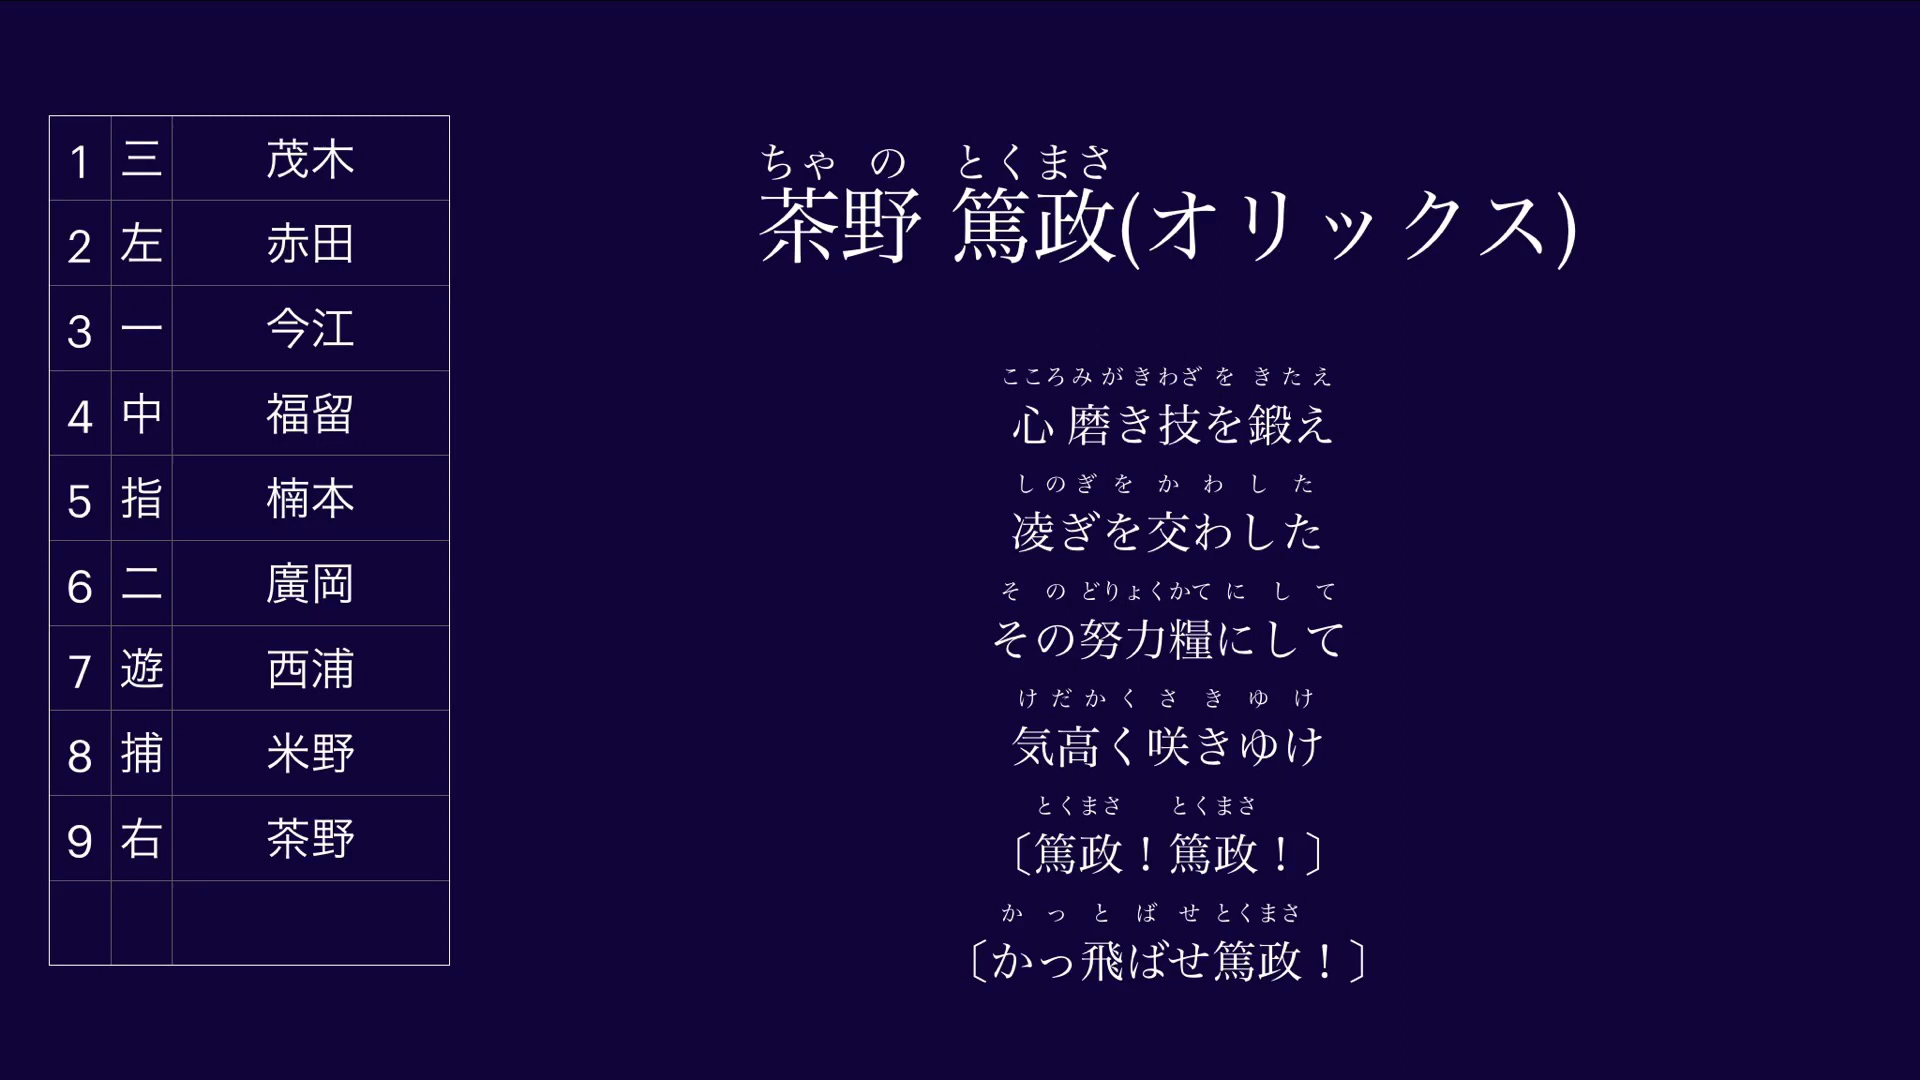 1 三 茂木
2 左 赤田
3 一 今江
4 中 福留
5 指 楠本
6 二 廣岡
7 遊 西浦
8 捕 米野
9 右 茶野
ちゃ の とくまさ
茶野 篤政(オリックス)
こころみがきわざをきたえ
心 磨き技を鍛え
しのぎをかわした
凌ぎを交わした
そのどりょくかてにして
その努力糧にして
けだかくさきゆけ
気高く咲きゆけ
とくまさ とくまさ
〔篤政！篤政！〕
かっとばせとくまさ
〔かっ飛ばせ篤政！〕